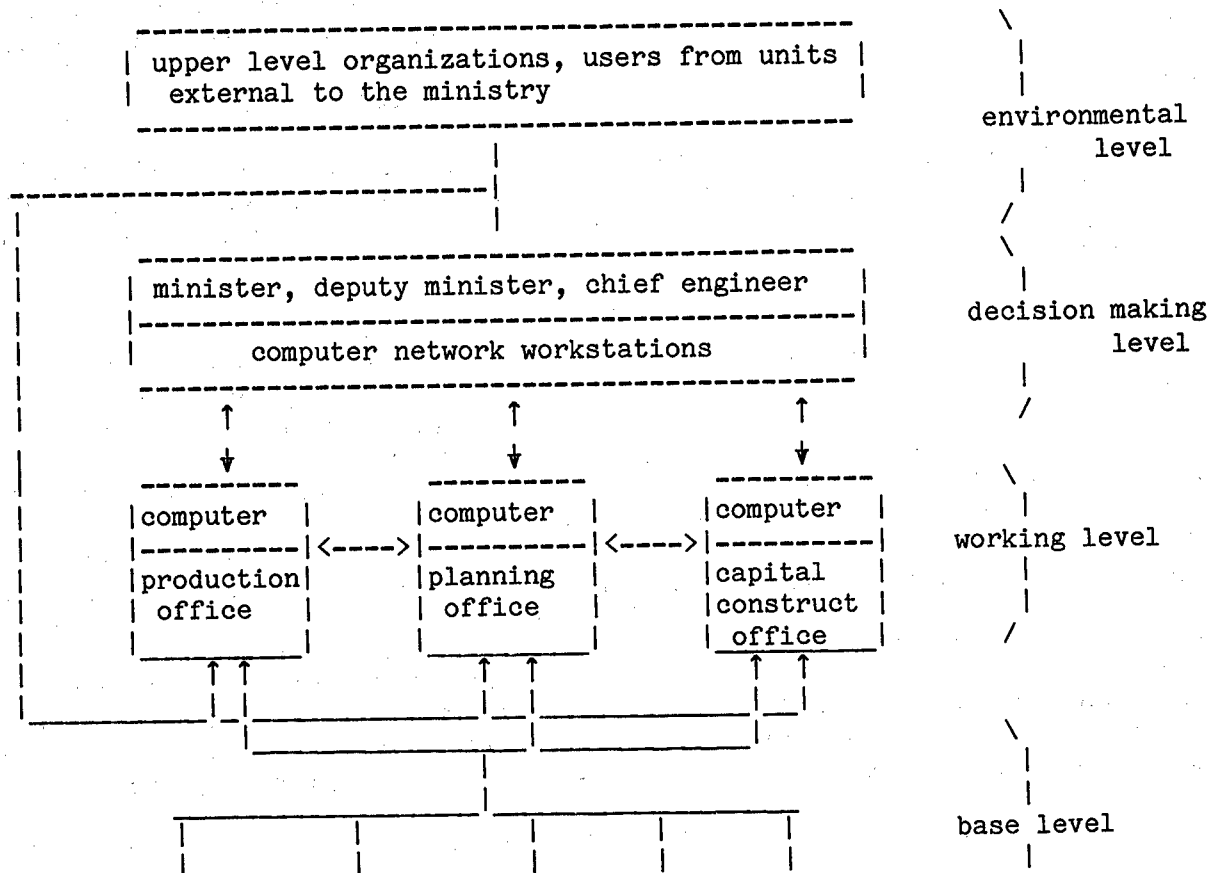 upper level organizations, users from units
external to the ministry
environmental
level
minister, deputy minister, chief engineer
computer network workstations
decision making
level
computer
production
office
computer
planning
office
computer
capital
construct
office
working level
base level